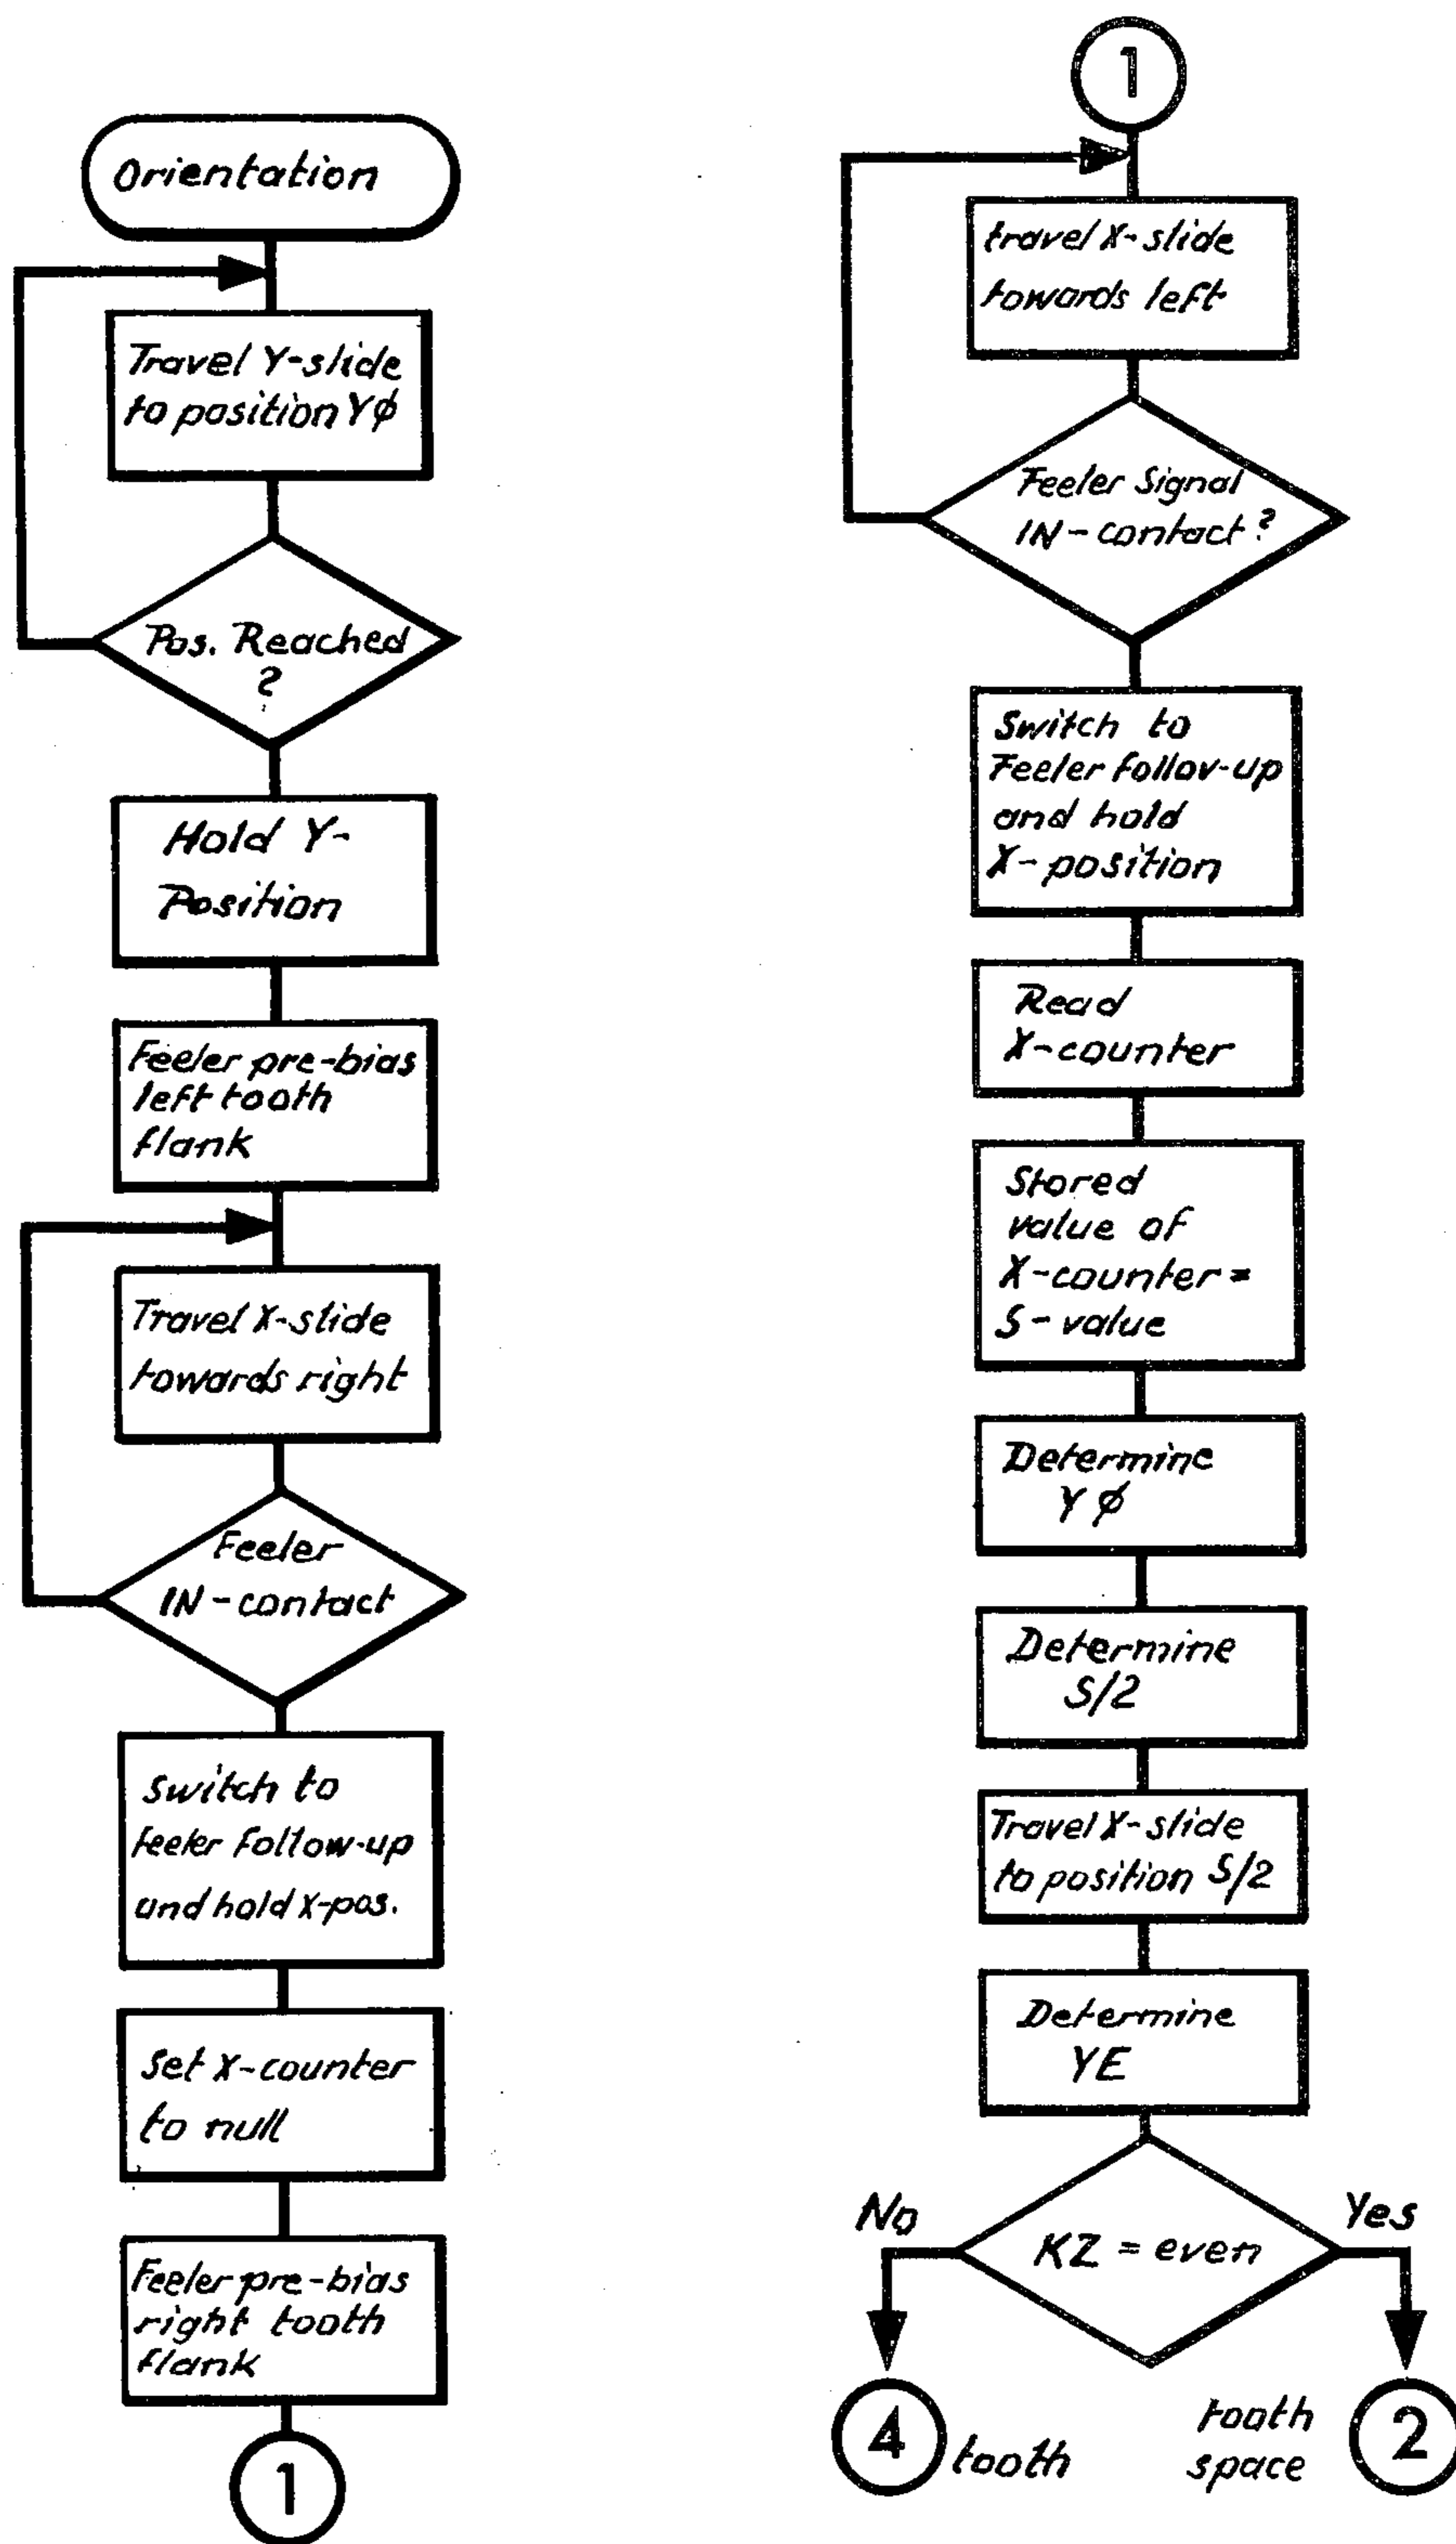 Orientation
Travel Y-slide
to position YØ
Pos. Reached
?
Hold Y-
Position
Feeler pre-bias
left tooth
flank
Travel X-slide
towards right
Feeler
IN-contact
Switch to
Feeler Follow-up
and hold X-pos.
Set X-counter
to null
Feeler pre-bias
right tooth
flank
1
1
travel X-slide
towards left
Feeler Signal
IN-contact?
Switch to
Feeler follov-up
and hold
X-position
Read
X-counter
Stored
value of
X-counter =
S-value
Determine
YØ
Determine
S/2
Travel X-slide
to position S/2
Determine
YE
KZ = even
No
Yes
4
tooth
tooth
space
2